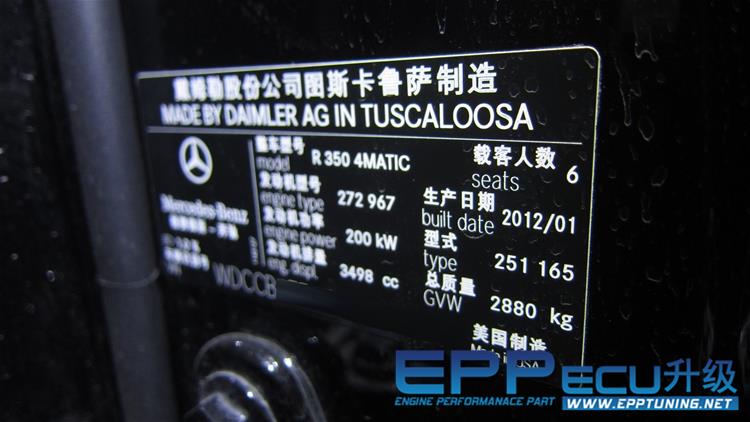 戴姆勒股份公司图斯卡鲁萨制造
MADE BY DAIMLER AG IN TUSCALOOSA
整车型号
model R 350 4MATIC
载客人数
seats 6
发动机型号
engine type 272 967
生产日期
built date 2012/01
发动机功率
engine power 200 kW
型式
type 251 165
发动机排量
eng. displ 3498 cc
总质量
GVW 2880 kg
Mercedes-Benz
WDCCB
美国制造
Made in USA
EPP ECU升级
ENGINE PERFORMANACE PART
WWW.EPPTUNING.NET